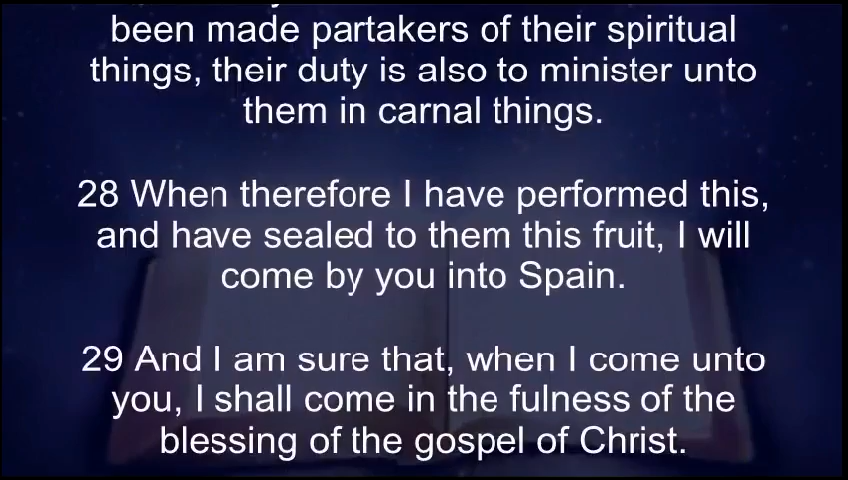 been made partakers of their spiritual
things, their duty is also to minister unto
them in carnal things.
28 When therefore I have performed this,
and have sealed to them this fruit, I will
come by you into Spain.
29 And I am sure that, when I come unto
you, I shall come in the fulness of the
blessing of the gospel of Christ.